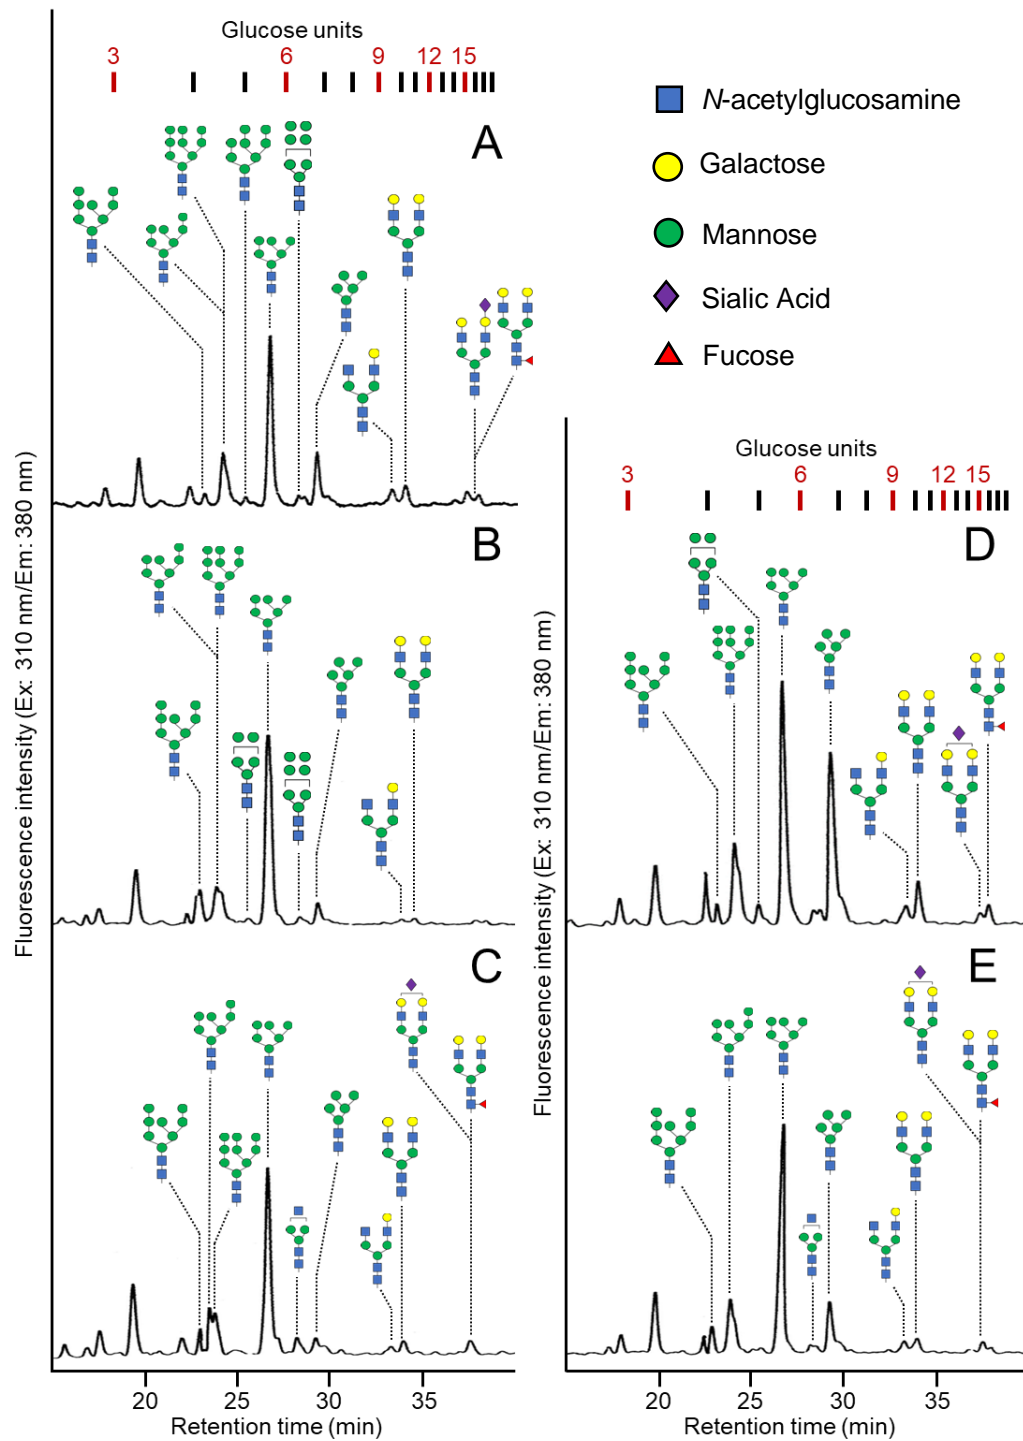 Glucose units
3 6 9 12 15
A
N-acetylglucosamine
Galactose
Mannose
Sialic Acid
Fucose
Fluorescence intensity (Ex: 310 nm/Em: 380 nm)
B
C
20 25 30 35
Retention time (min)
Glucose units
3 6 9 12 15
D
Fluorescence intensity (Ex: 310 nm/Em: 380 nm)
E
20 25 30 35
Retention time (min)